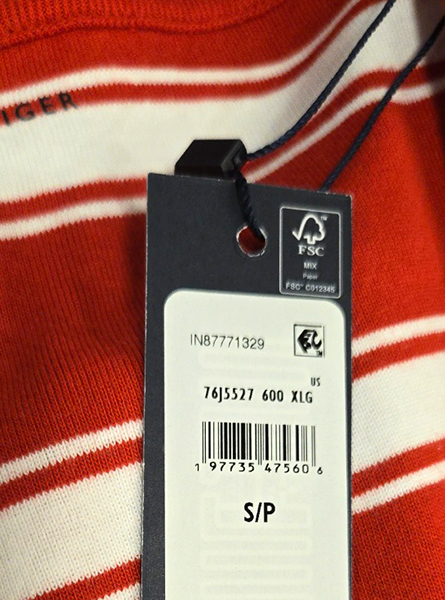 IGER
FSC
MIX
Paper
FSC® C012345
IN87771329
US
76J5527 600 XLG
1 97735 47560 6
S/P